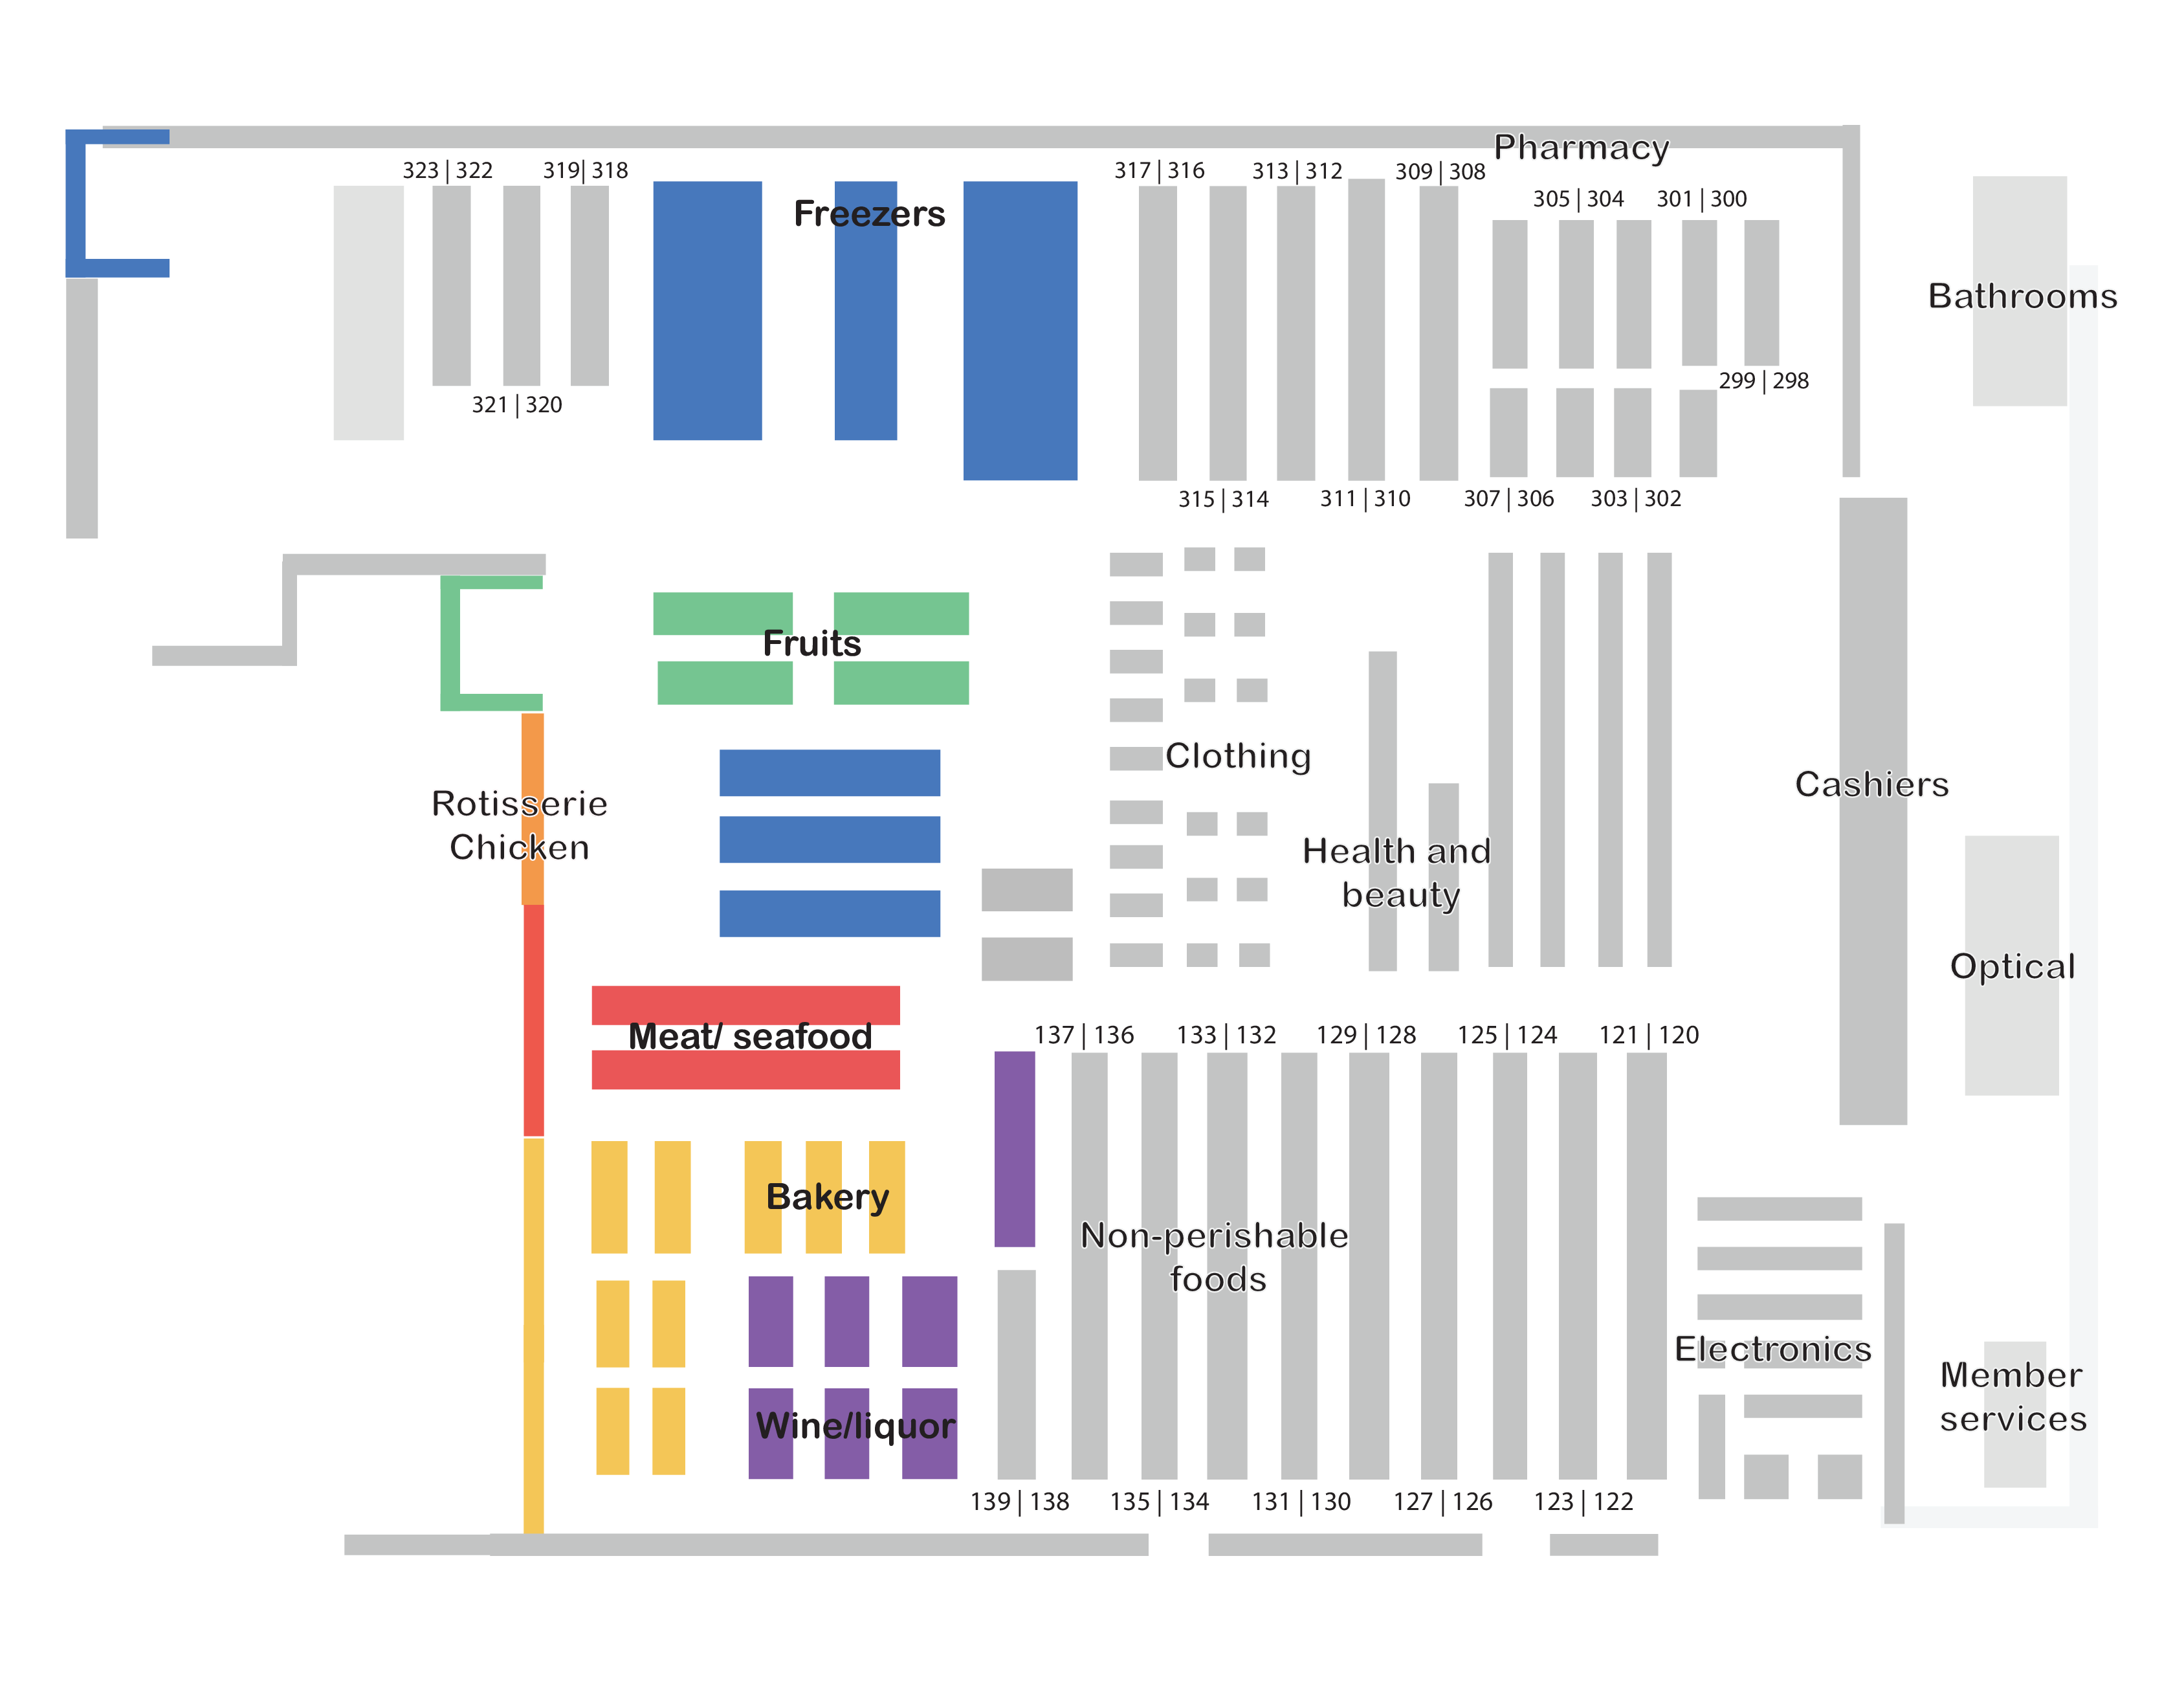 Pharmacy
323 | 322
319| 318
317 | 316
313 | 312
309 | 308
305 | 304
301 | 300
Freezers
Bathrooms
299 | 298
321 | 320
315 | 314
311 | 310
307 | 306
303 | 302
Fruits
Clothing
Cashiers
Rotisserie
Chicken
Health and
beauty
Optical
Meat/ seafood
137 | 136
133 | 132
129 | 128
125 | 124
121 | 120
Bakery
Non-perishable
foods
Electronics
Member
services
Wine/liquor
139 | 138
135 | 134
131 | 130
127 | 126
123 | 122